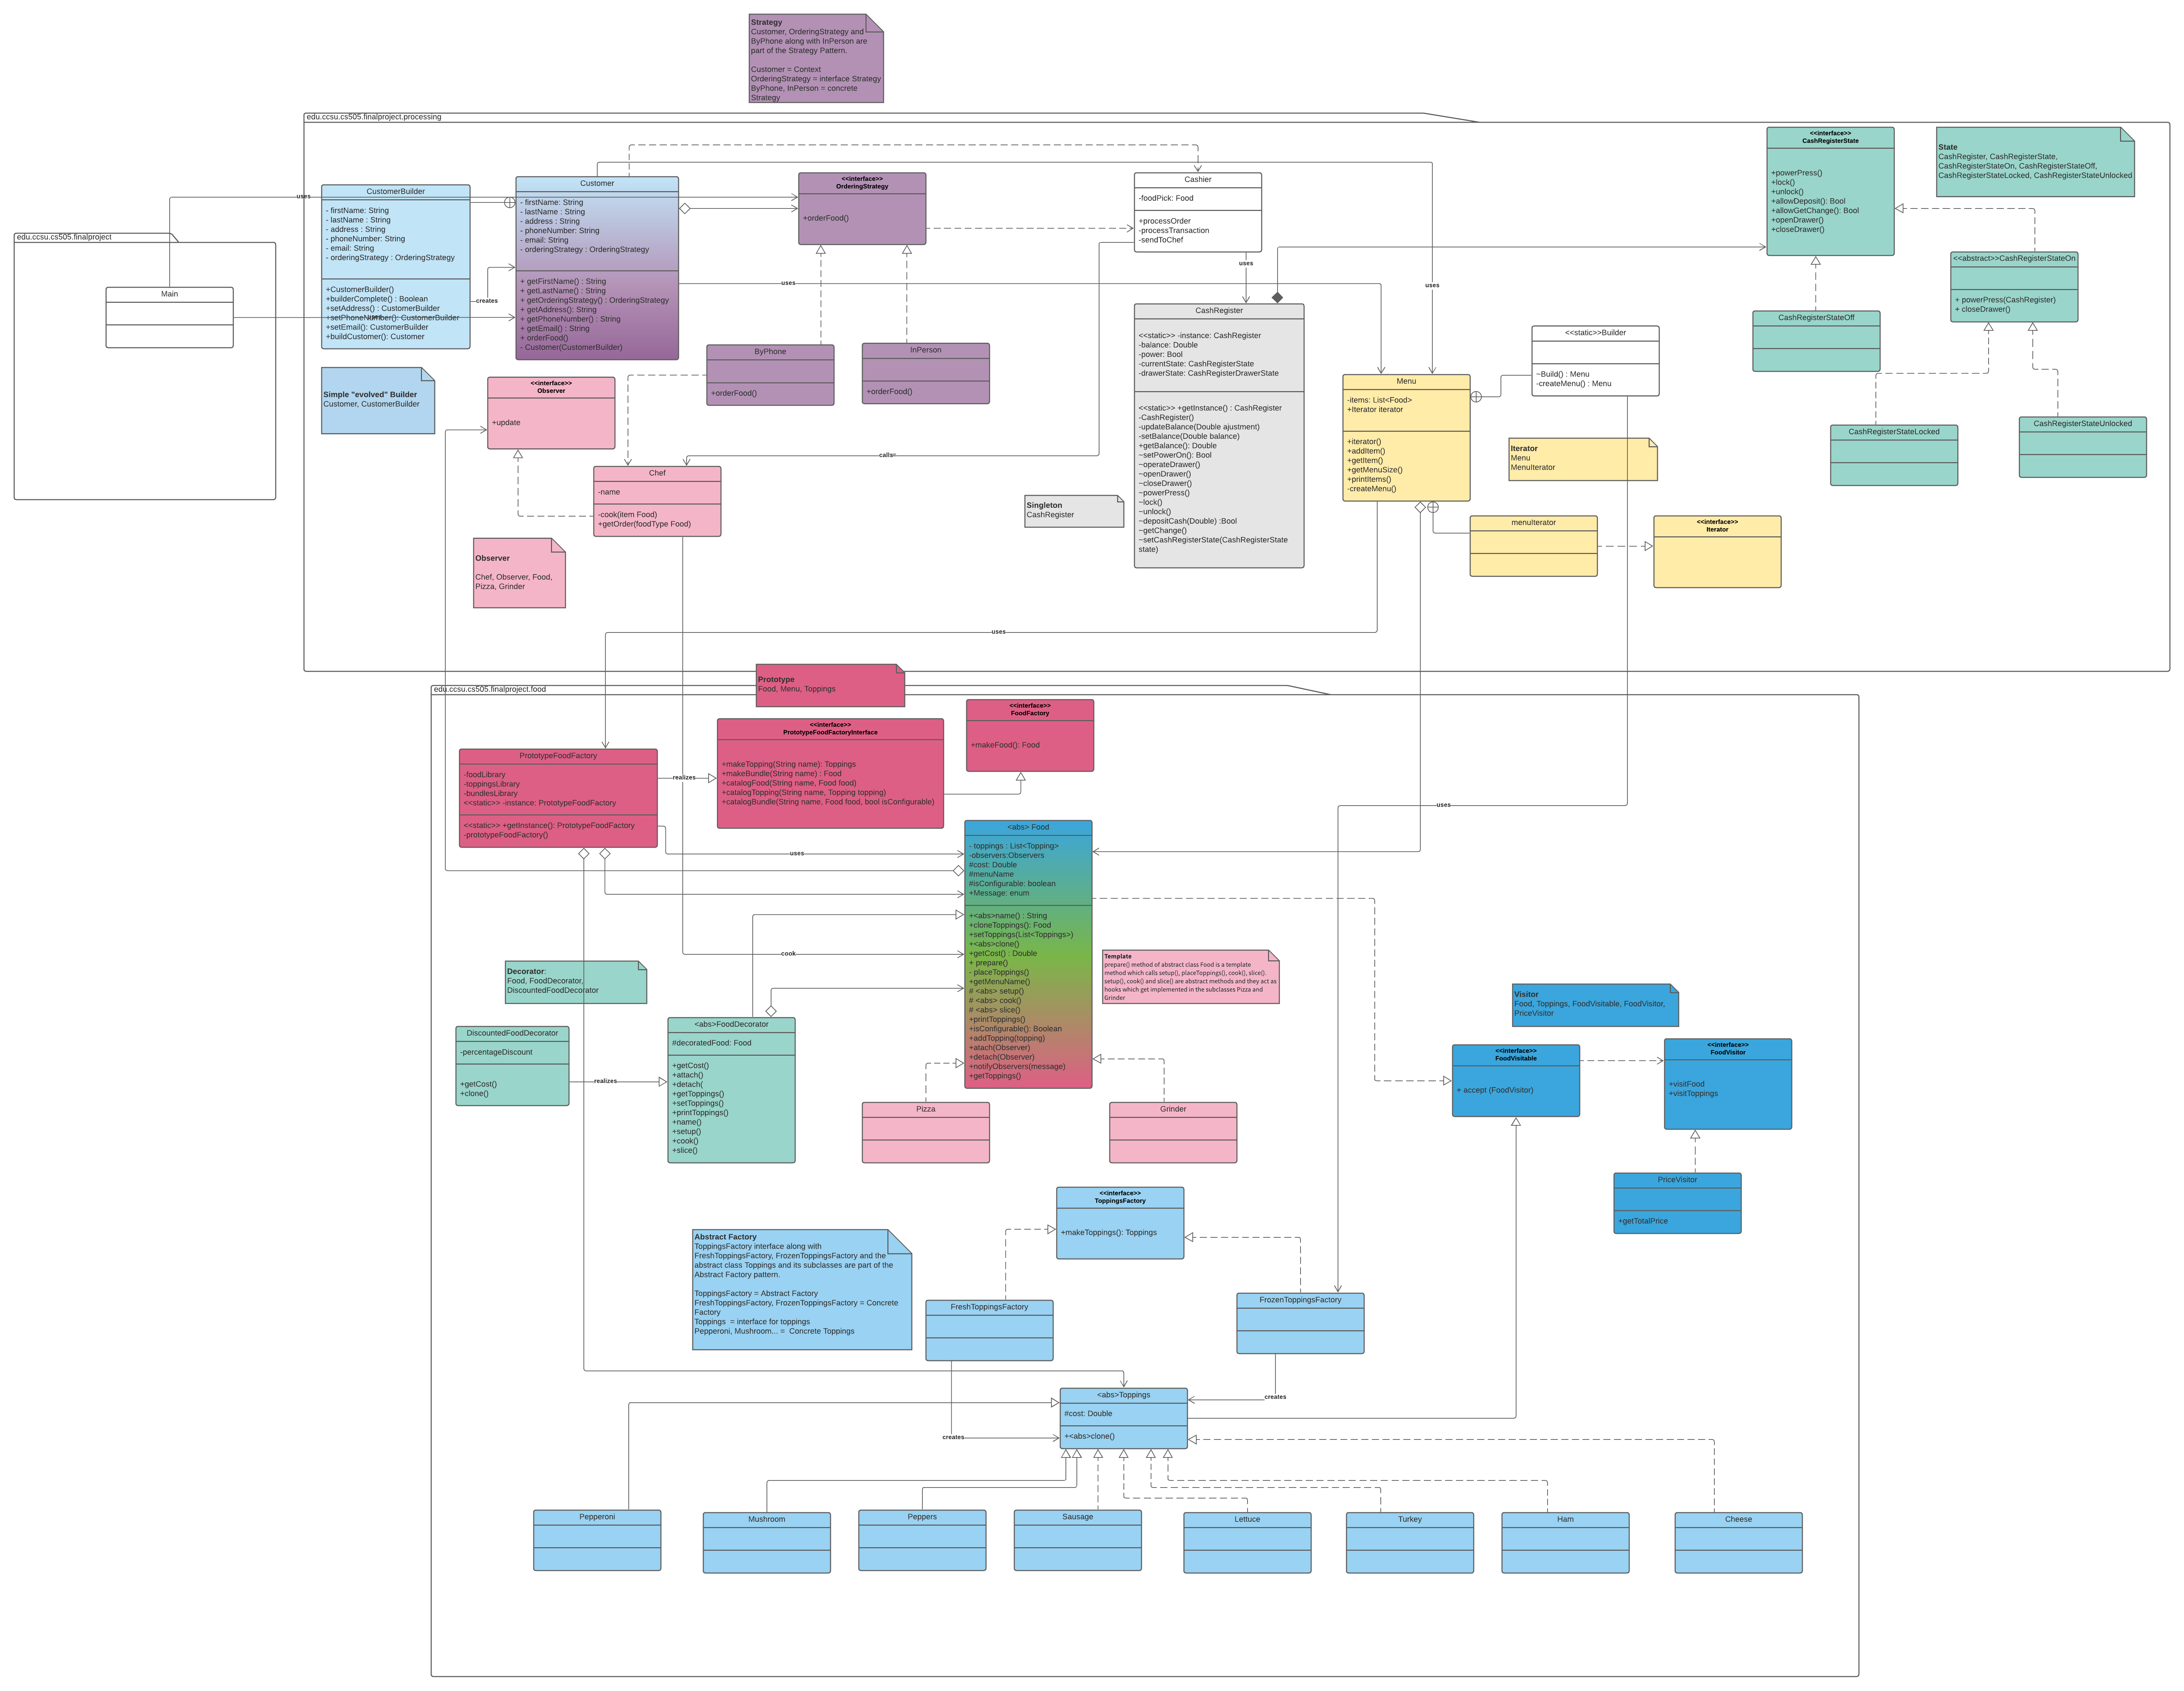 Strategy
Customer, OrderingStrategy and
ByPhone along with InPerson are
part of the Strategy Pattern.
Customer = Context
OrderingStrategy = interface Strategy
ByPhone, InPerson = concrete
Strategy
edu.ccsu.cs505.finalproject.processing
<<interface>>
CashRegisterState
+powerPress()
+lock()
+unlock()
+allowDeposit(): Bool
+allowGetChange(): Bool
+openDrawer()
+closeDrawer()
State
CashRegister, CashRegisterState,
CashRegisterStateOn, CashRegisterStateOff,
CashRegisterStateLocked, CashRegisterStateUnlocked
CustomerBuilder
- firstName: String
- lastName : String
- address : String
- phoneNumber: String
- email: String
- orderingStrategy : OrderingStrategy
+CustomerBuilder()
+builderComplete() : Boolean
+setAddress() : CustomerBuilder
+setPhoneNumber(): CustomerBuilder
+setEmail(): CustomerBuilder
+buildCustomer(): Customer
uses
creates
Customer
- firstName: String
- lastName : String
- address : String
- phoneNumber: String
- email: String
- orderingStrategy : OrderingStrategy
+ getFirstName() : String
+ getLastName() : String
+ getOrderingStrategy() : OrderingStrategy
+ getAddress(): String
+ getPhoneNumber() : String
+ getEmail() : String
+ orderFood()
- Customer(CustomerBuilder)
<<interface>>
OrderingStrategy
+orderFood()
Cashier
-foodPick: Food
+processOrder
-processTransaction
-sendToChef
uses
uses
uses
edu.ccsu.cs505.finalproject
Main
uses
<<abstract>>CashRegisterStateOn
+ powerPress(CashRegister)
+ closeDrawer()
CashRegisterStateOff
CashRegister
<<static>> -instance: CashRegister
-balance: Double
-power: Bool
-currentState: CashRegisterState
-drawerState: CashRegisterDrawerState
<<static>> +getInstance() : CashRegister
-CashRegister()
-updateBalance(Double ajustment)
-setBalance(Double balance)
+getBalance(): Double
~setPowerOn(): Bool
~operateDrawer()
~openDrawer()
~closeDrawer()
~powerPress()
~lock()
~unlock()
~depositCash(Double) :Bool
~getChange()
~setCashRegisterState(CashRegisterState
state)
<<static>>Builder
~Build() : Menu
-createMenu() : Menu
ByPhone
+orderFood()
InPerson
+orderFood()
Simple "evolved" Builder
Customer, CustomerBuilder
<<interface>>
Observer
+update
Menu
-items: List<Food>
+Iterator iterator
+iterator()
+addItem()
+getItem()
+getMenuSize()
+printItems()
-createMenu()
Iterator
Menu
MenuIterator
CashRegisterStateLocked
CashRegisterStateUnlocked
calls=
Chef
-name
-cook(item Food)
+getOrder(foodType Food)
Singleton
CashRegister
menuIterator
<<interface>>
Iterator
Observer
Chef, Observer, Food,
Pizza, Grinder
uses
Prototype
Food, Menu, Toppings
edu.ccsu.cs505.finalproject.food
PrototypeFoodFactory
-foodLibrary
-toppingsLibrary
-bundlesLibrary
<<static>> -instance: PrototypeFoodFactory
<<static>> +getInstance(): PrototypeFoodFactory
-prototypeFoodFactory()
realizes
<<interface>>
PrototypeFoodFactoryInterface
+makeTopping(String name): Toppings
+makeBundle(String name) : Food
+catalogFood(String name, Food food)
+catalogTopping(String name, Topping topping)
+catalogBundle(String name, Food food, bool isConfigurable)
<<interface>>
FoodFactory
+makeFood(): Food
uses
uses
<abs> Food
- toppings : List<Topping>
-observers:Observers
#cost: Double
#menuName
#isConfigurable: boolean
+Message: enum
+<abs>name() : String
+cloneToppings(): Food
+setToppings(List<Toppings>)
+<abs>clone()
+getCost() : Double
+ prepare()
- placeToppings()
+getMenuName()
# <abs> setup()
# <abs> cook()
# <abs> slice()
+printToppings()
+isConfigurable(): Boolean
+addTopping(topping)
+atach(Observer)
+detach(Observer)
+notifyObservers(message)
+getToppings()
cook
Template
prepare() method of abstract class Food is a template
method which calls setup(), placeToppings(), cook(), slice().
setup(), cook() and slice() are abstract methods and they act as
hooks which get implemented in the subclasses Pizza and
Grinder
Decorator:
Food, FoodDecorator,
DiscountedFoodDecorator
DiscountedFoodDecorator
-percentageDiscount
+getCost()
+clone()
realizes
<abs>FoodDecorator
#decoratedFood: Food
+getCost()
+attach()
+detach(
+getToppings()
+setToppings()
+printToppings()
+name()
+setup()
+cook()
+slice()
Visitor
Food, Toppings, FoodVisitable, FoodVisitor,
PriceVisitor
<<interface>>
FoodVisitable
+ accept (FoodVisitor)
<<interface>>
FoodVisitor
+visitFood
+visitToppings
Pizza
Grinder
PriceVisitor
+getTotalPrice
<<interface>>
ToppingsFactory
+makeToppings(): Toppings
Abstract Factory
ToppingsFactory interface along with
FreshToppingsFactory, FrozenToppingsFactory and the
abstract class Toppings and its subclasses are part of the
Abstract Factory pattern.
ToppingsFactory = Abstract Factory
FreshToppingsFactory, FrozenToppingsFactory = Concrete
Factory
Toppings  = interface for toppings
Pepperoni, Mushroom... =  Concrete Toppings
FreshToppingsFactory
FrozenToppingsFactory
creates
creates
<abs>Toppings
#cost: Double
+<abs>clone()
Pepperoni
Mushroom
Peppers
Sausage
Lettuce
Turkey
Ham
Cheese